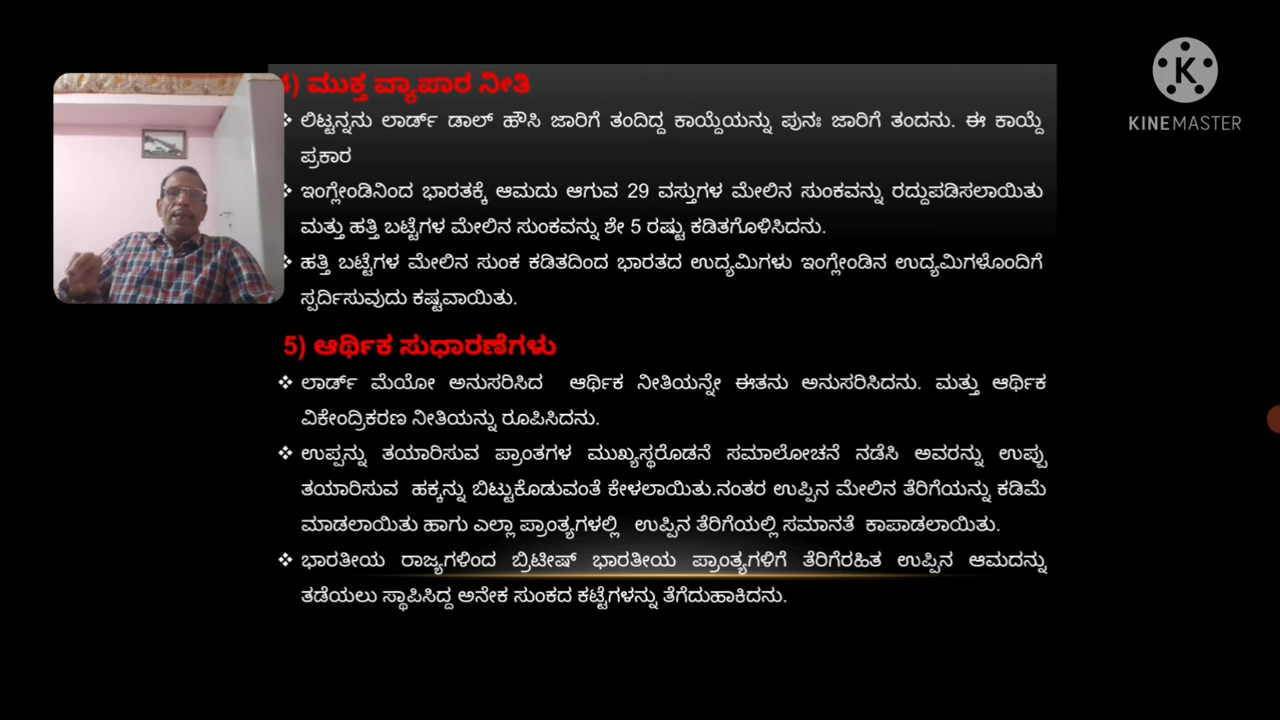 4) ಮುಕ್ತ ವ್ಯಾಪಾರ ನೀತಿ
ಲಿಟ್ಟನ್ನನು ಲಾರ್ಡ್ ಡಾಲ್ ಹೌಸಿ ಜಾರಿಗೆ ತಂದಿದ್ದ ಕಾಯ್ದೆಯನ್ನು ಪುನಃ ಜಾರಿಗೆ ತಂದನು. ಈ ಕಾಯ್ದೆ
ಪ್ರಕಾರ
ಇಂಗ್ಲೇಂಡಿನಿಂದ ಭಾರತಕ್ಕೆ ಆಮದು ಆಗುವ 29 ವಸ್ತುಗಳ ಮೇಲಿನ ಸುಂಕವನ್ನು ರದ್ದುಪಡಿಸಲಾಯಿತು
ಮತ್ತು ಹತ್ತಿ ಬಟ್ಟೆಗಳ ಮೇಲಿನ ಸುಂಕವನ್ನು ಶೇ 5 ರಷ್ಟು ಕಡಿತಗೊಳಿಸಿದನು.
ಹತ್ತಿ ಬಟ್ಟೆಗಳ ಮೇಲಿನ ಸುಂಕ ಕಡಿತದಿಂದ ಭಾರತದ ಉದ್ಯಮಿಗಳು ಇಂಗ್ಲೇಂಡಿನ ಉದ್ಯಮಿಗಳೊಂದಿಗೆ
ಸ್ಪರ್ದಿಸುವುದು ಕಷ್ಟವಾಯಿತು.
5) ಆರ್ಥಿಕ ಸುಧಾರಣೆಗಳು
❖ ಲಾರ್ಡ್ ಮೆಯೋ ಅನುಸರಿಸಿದ ಆರ್ಥಿಕ ನೀತಿಯನ್ನೇ ಈತನು ಅನುಸರಿಸಿದನು. ಮತ್ತು ಆರ್ಥಿಕ
ವಿಕೇಂದ್ರಿಕರಣ ನೀತಿಯನ್ನು ರೂಪಿಸಿದನು.
❖ ಉಪ್ಪನ್ನು ತಯಾರಿಸುವ ಪ್ರಾಂತಗಳ ಮುಖ್ಯಸ್ಥರೊಡನೆ ಸಮಾಲೋಚನೆ ನಡೆಸಿ ಅವರನ್ನು ಉಪ್ಪು
ತಯಾರಿಸುವ ಹಕ್ಕನ್ನು ಬಿಟ್ಟುಕೊಡುವಂತೆ ಕೇಳಲಾಯಿತು.ನಂತರ ಉಪ್ಪಿನ ಮೇಲಿನ ತೆರಿಗೆಯನ್ನು ಕಡಿಮೆ
ಮಾಡಲಾಯಿತು ಹಾಗು ಎಲ್ಲಾ ಪ್ರಾಂತ್ಯಗಳಲ್ಲಿ ಉಪ್ಪಿನ ತೆರಿಗೆಯಲ್ಲಿ ಸಮಾನತೆ ಕಾಪಾಡಲಾಯಿತು.
❖ ಭಾರತೀಯ ರಾಜ್ಯಗಳಿಂದ ಬ್ರಿಟೀಷ್ ಭಾರತೀಯ ಪ್ರಾಂತ್ಯಗಳಿಗೆ ತೆರಿಗೆರಹಿತ ಉಪ್ಪಿನ ಆಮದನ್ನು
ತಡೆಯಲು ಸ್ಥಾಪಿಸಿದ್ದ ಅನೇಕ ಸುಂಕದ ಕಟ್ಟೆಗಳನ್ನು ತೆಗೆದುಹಾಕಿದನು.
K
KINEMASTER